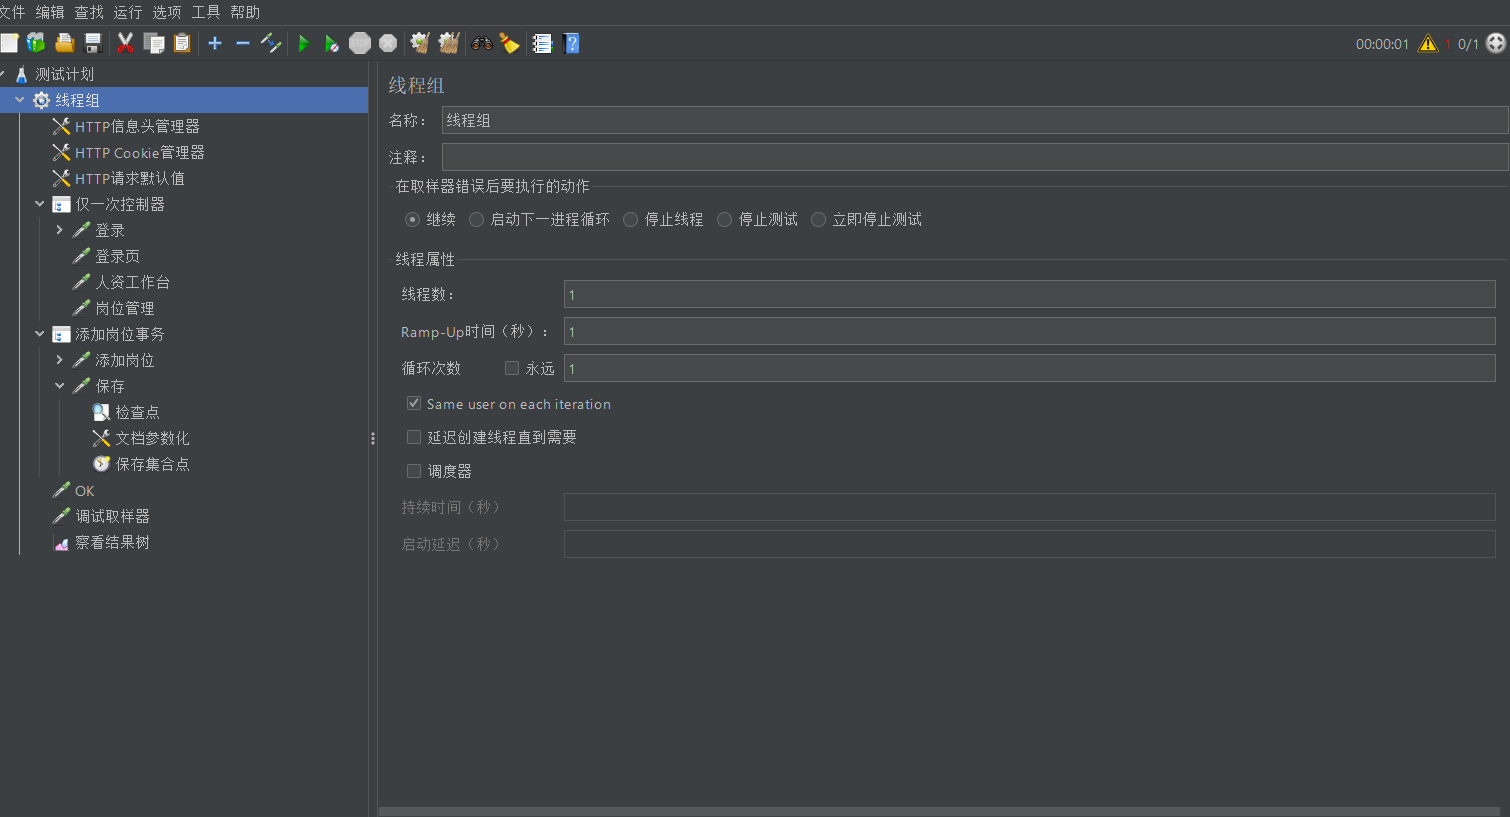 文件 编辑 查找 运行 选项 工具 帮助
STOP
00:00:01 1 0/1
测试计划
线程组
HTTP信息头管理器
HTTP Cookie管理器
HTTP请求默认值
仅一次控制器
登录
登录页
人资工作台
岗位管理
添加岗位事务
添加岗位
保存
检查点
文档参数化
保存集合点
OK
调试取样器
察看结果树
线程组
名称： 线程组
注释：
在取样器错误后要执行的动作
继续 启动下一进程循环 停止线程 停止测试 立即停止测试
线程属性
线程数： 1
Ramp-Up时间（秒）： 1
循环次数 永远 1
Same user on each iteration
延迟创建线程直到需要
调度器
持续时间（秒）
启动延迟（秒）